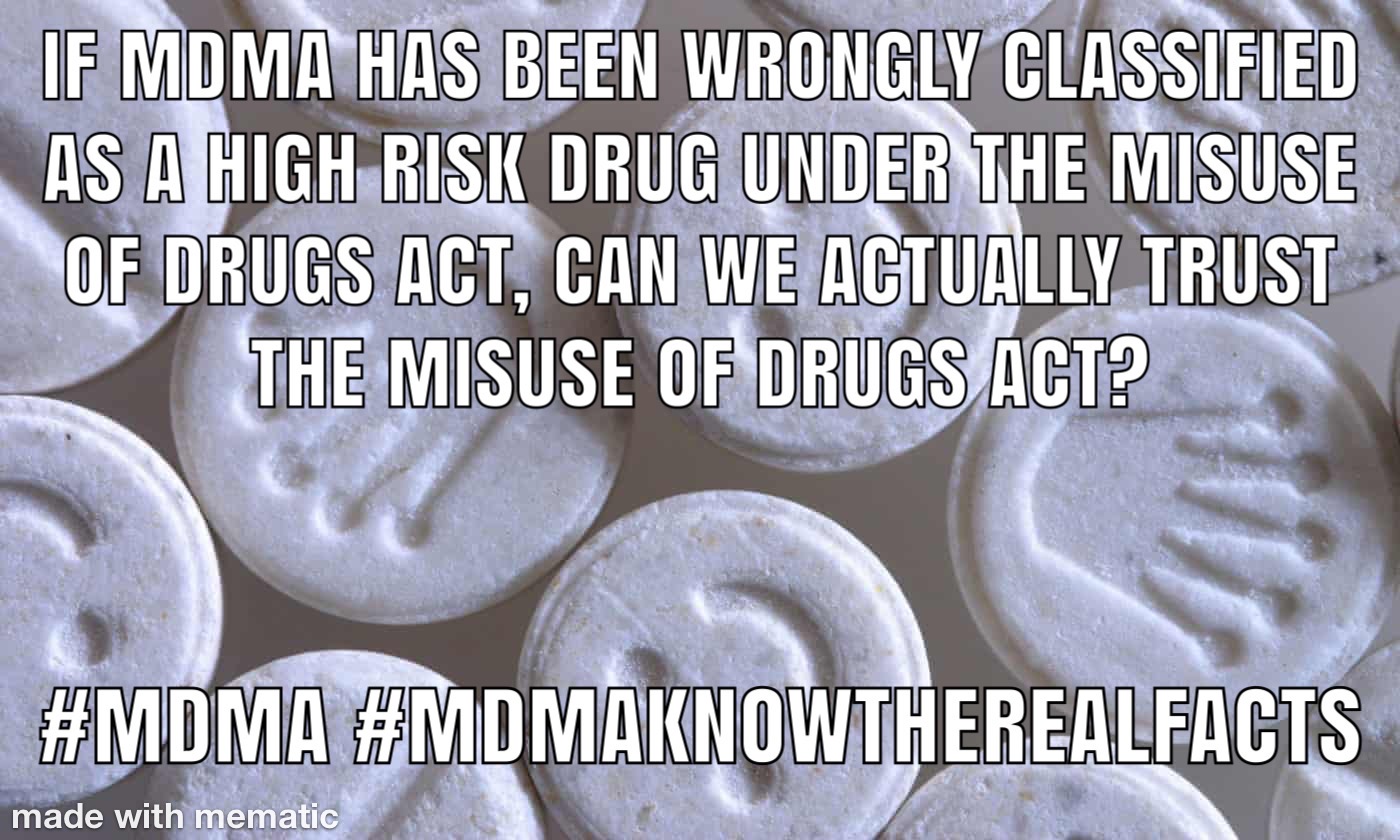 IF MDMA HAS BEEN WRONGLY CLASSIFIED
AS A HIGH RISK DRUG UNDER THE MISUSE
OF DRUGS ACT, CAN WE ACTUALLY TRUST
THE MISUSE OF DRUGS ACT?
#MDMA #MDMAKNOWTHEREALFACTS
made with mematic